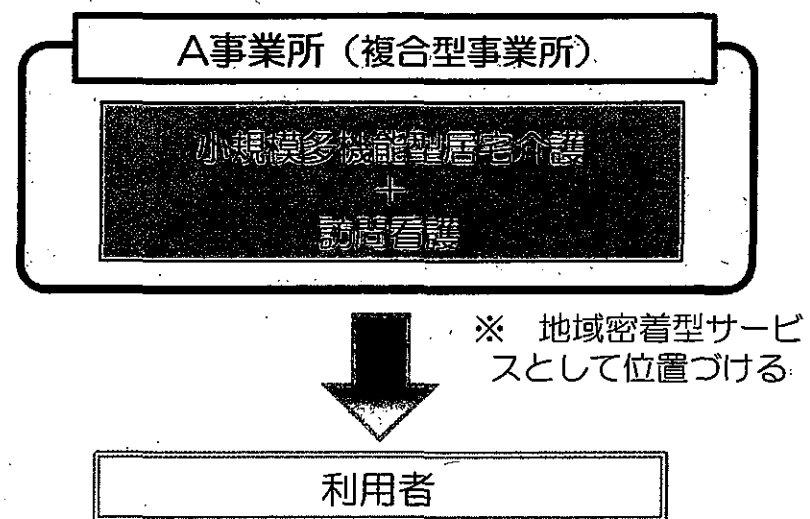 A事業所（複合型事業所）
小規模多機能型居宅介護
＋
訪問看護
※　地域密着型サービ
スとして位置づける
利用者